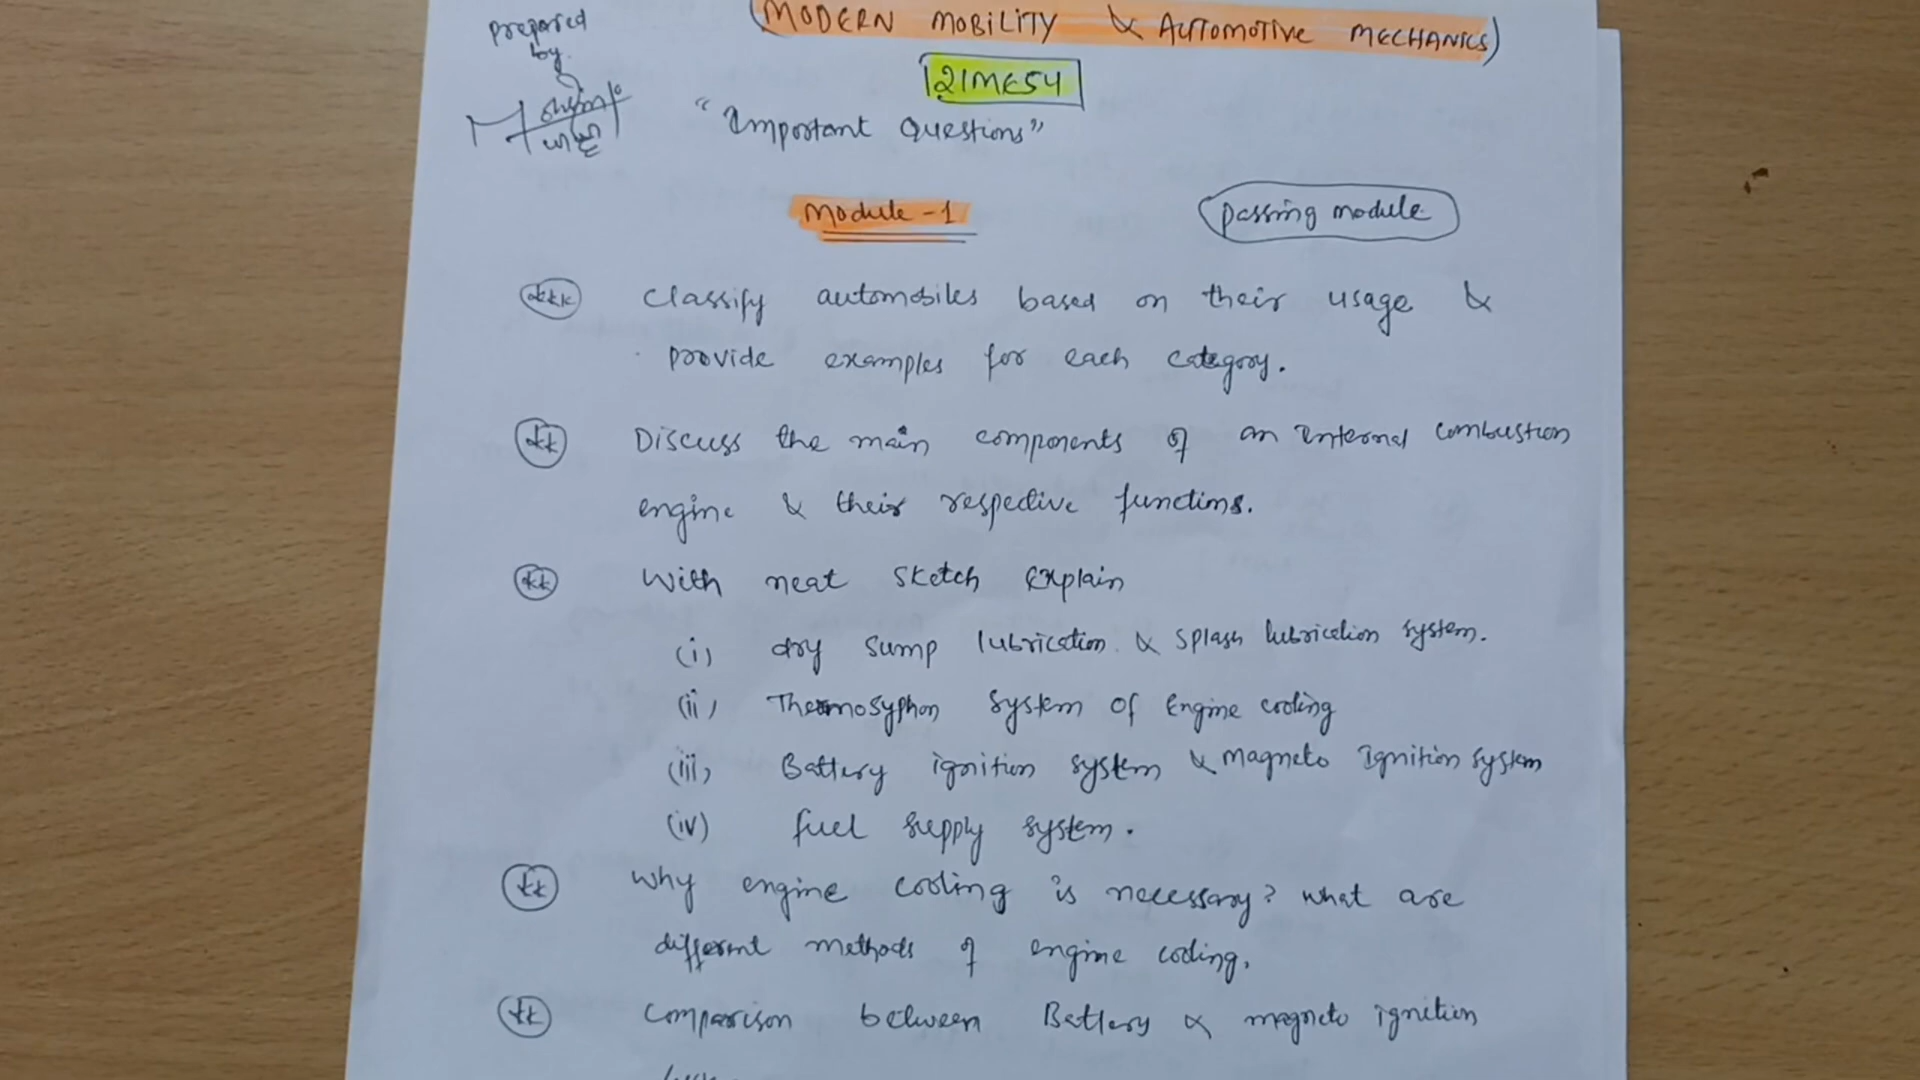 Prepared
by
(MODERN MOBILITY & AUTOMOTIVE MECHANICS)
21ME54
"Important Questions"
Module-1
passing module
Classify automobiles based on their usage &
provide examples for each category.
Discuss the main components of an Internal combustion
engine & their respective functions.
With neat sketch Explain
(i) dry sump lubrication & splash lubrication system.
(ii) Thermosyphon system of Engine cooling
(iii) Battery ignition system & magneto Ignition system
(iv) fuel supply system.
Why engine cooling is necessary? what are
different methods of engine cooling.
Comparison between Battery & magneto ignition